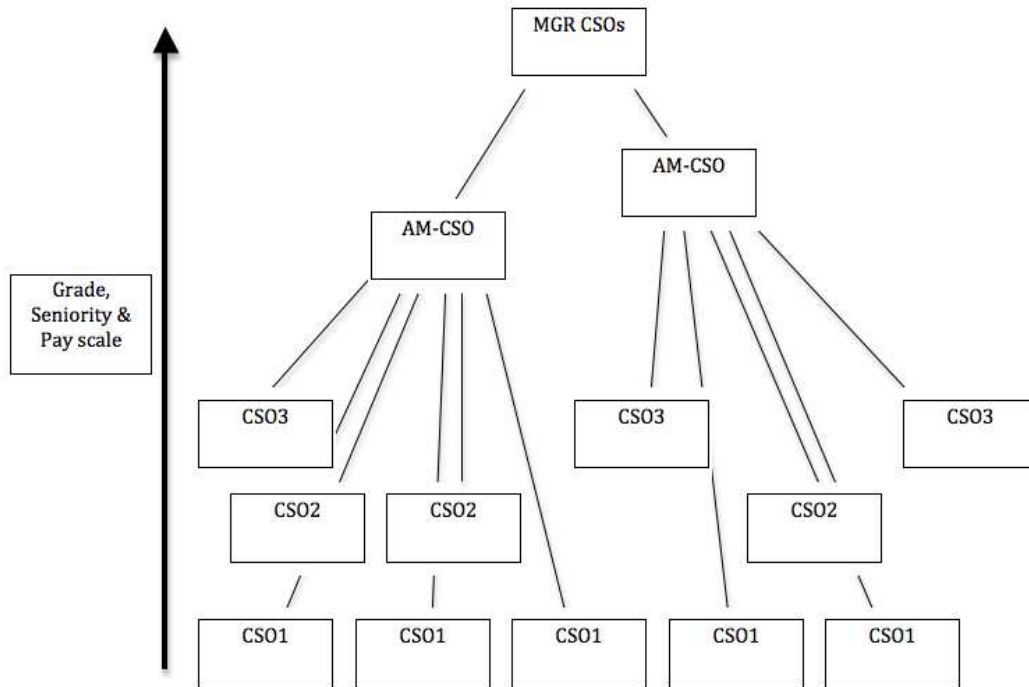 MGR CSOs
AM-CSO
AM-CSO
Grade,
Seniority &
Pay scale
CSO3
CSO3
CSO3
CSO2
CSO2
CSO2
CSO1
CSO1
CSO1
CSO1
CSO1